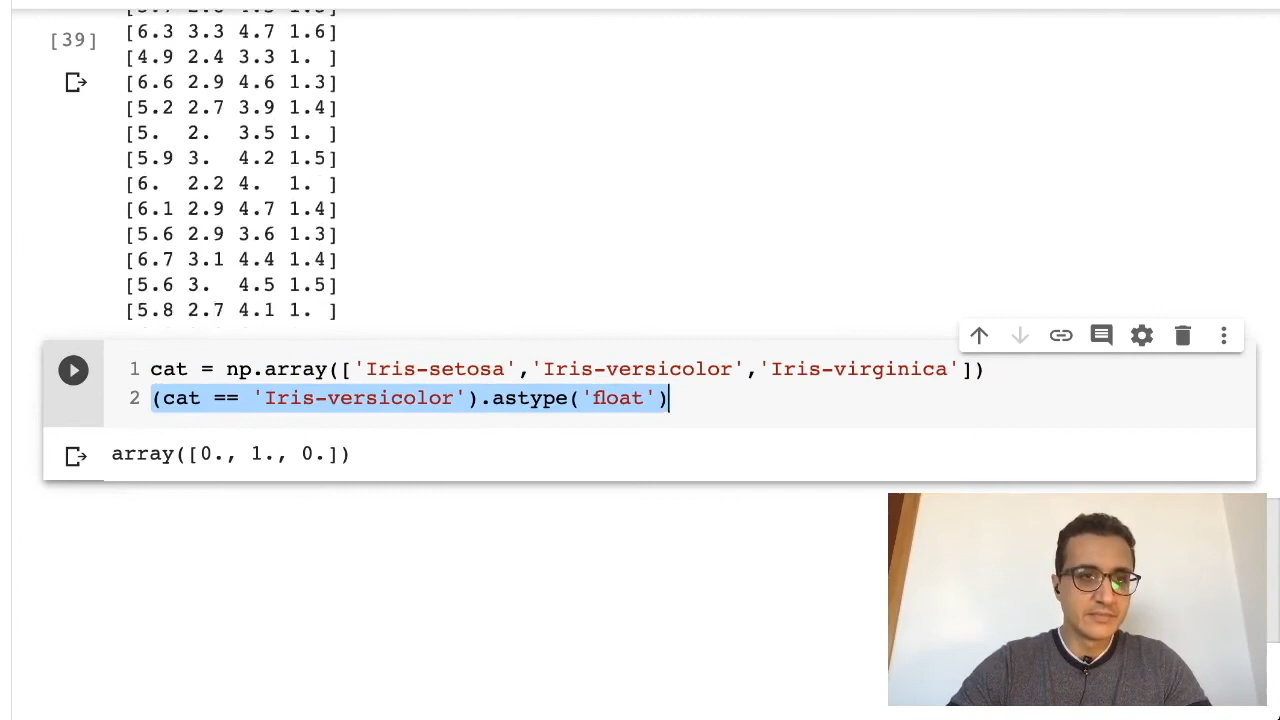 [39]
[6.3 3.3 4.7 1.6]
[4.9 2.4 3.3 1. ]
[6.6 2.9 4.6 1.3]
[5.2 2.7 3.9 1.4]
[5.  2.  3.5 1. ]
[5.9 3.  4.2 1.5]
[6.  2.2 4.  1. ]
[6.1 2.9 4.7 1.4]
[5.6 2.9 3.6 1.3]
[6.7 3.1 4.4 1.4]
[5.6 3.  4.5 1.5]
[5.8 2.7 4.1 1. ]
1 cat = np.array(['Iris-setosa','Iris-versicolor','Iris-virginica'])
2 (cat == 'Iris-versicolor').astype('float')
array([0., 1., 0.])